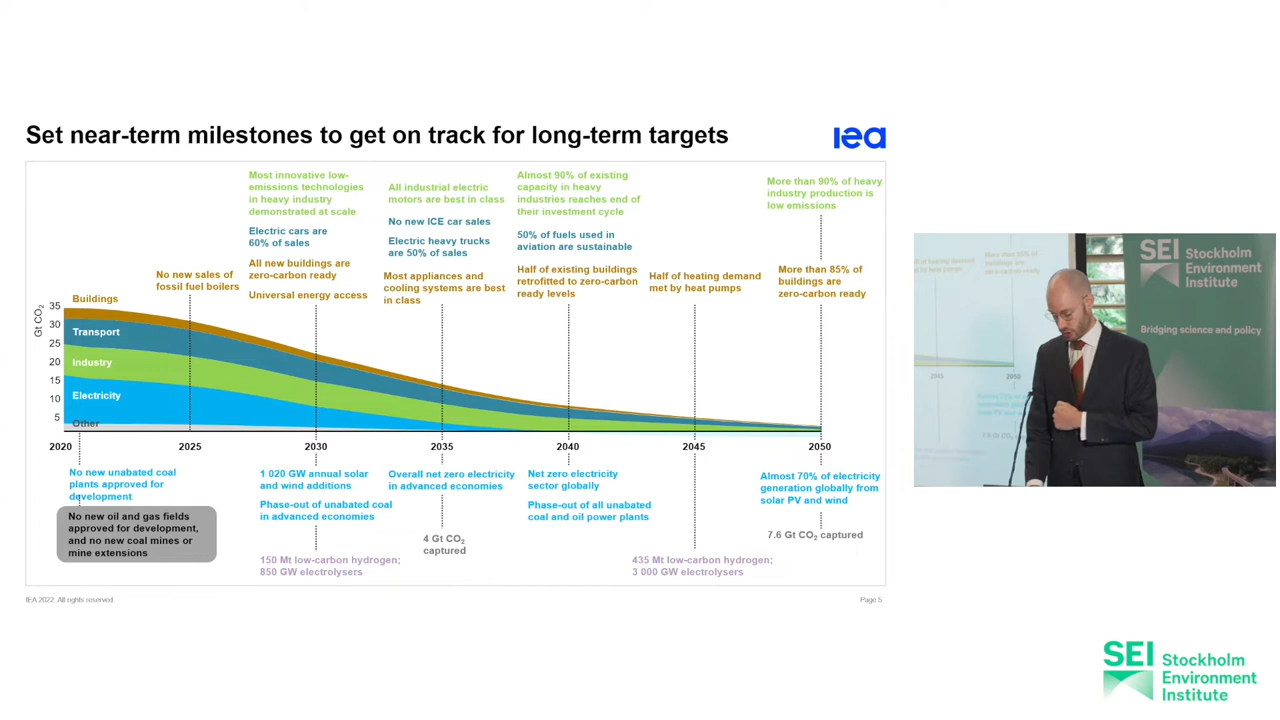 Set near-term milestones to get on track for long-term targets
iea
Most innovative low-
emissions technologies
in heavy industry
demonstrated at scale
Electric cars are
60% of sales
All new buildings are
zero-carbon ready
Universal energy access
All industrial electric
motors are best in class
No new ICE car sales
Electric heavy trucks
are 50% of sales
Most appliances and
cooling systems are best
in class
Almost 90% of existing
capacity in heavy
industries reaches end of
their investment cycle
50% of fuels used in
aviation are sustainable
Half of existing buildings
retrofitted to zero-carbon
ready levels
More than 90% of heavy
industry production is
low emissions
No new sales of
fossil fuel boilers
Half of heating demand
met by heat pumps
More than 85% of
buildings are
zero-carbon ready
Gt CO2
35
30
25
20
15
10
5
Buildings
Transport
Industry
Electricity
Other
2020
2025
2030
2035
2040
2045
2050
No new unabated coal
plants approved for
development
No new oil and gas fields
approved for development,
and no new coal mines or
mine extensions
1 020 GW annual solar
and wind additions
Phase-out of unabated coal
in advanced economies
150 Mt low-carbon hydrogen;
850 GW electrolysers
Overall net zero electricity
in advanced economies
4 Gt CO2
captured
Net zero electricity
sector globally
Phase-out of all unabated
coal and oil power plants
435 Mt low-carbon hydrogen;
3 000 GW electrolysers
Almost 70% of electricity
generation globally from
solar PV and wind
7.6 Gt CO2 captured
IEA 2022. All rights reserved.
Page 5
2045
2050
SEI Stockholm
Environment
Institute
Bridging science and policy
SEI Stockholm
Environment
Institute